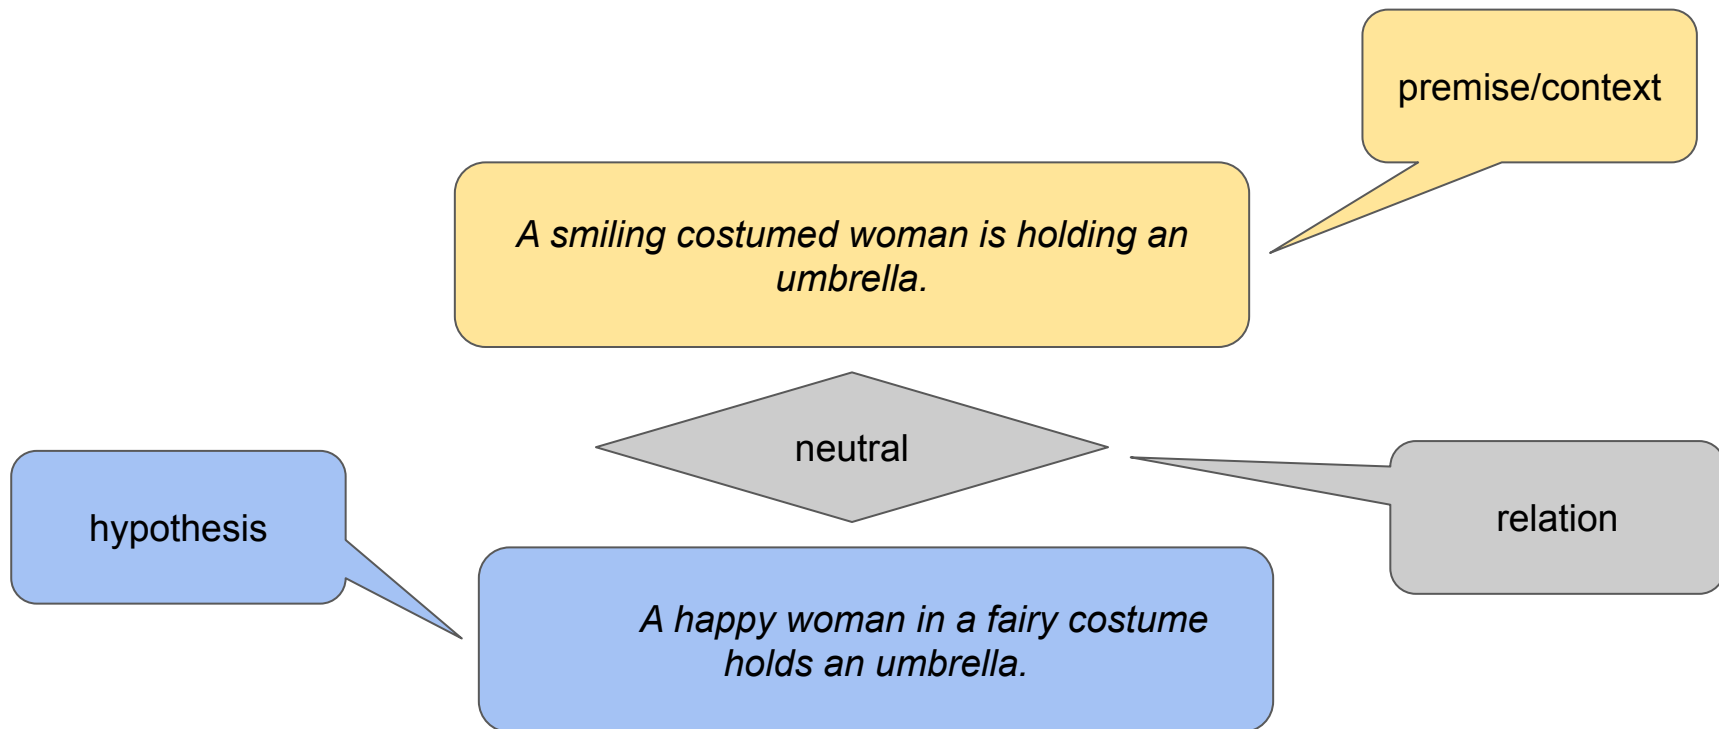 premise/context
A smiling costumed woman is holding an
umbrella.
neutral
hypothesis
relation
A happy woman in a fairy costume
holds an umbrella.